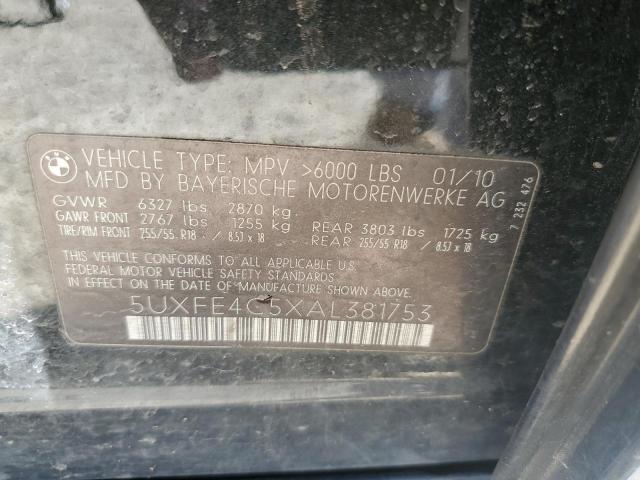 BMW
VEHICLE TYPE: MPV >6000 LBS 01/10
MFD BY BAYERISCHE MOTORENWERKE AG
GVWR 6327 lbs 2870 kg
GAWR FRONT 2767 lbs 1255 kg REAR 3803 lbs 1725 kg
TIRE/RIM FRONT 255/55 R18 / 8.5J x 18 REAR 255/55 R18 / 8.5J x 18
THIS VEHICLE CONFORMS TO ALL APPLICABLE
FEDERAL MOTOR VEHICLE SAFETY STANDARDS
IN EFFECT ON THE DATE OF MANUFACTURE SHOWN ABOVE
5UXFE4C5XAL381753
7 232 476